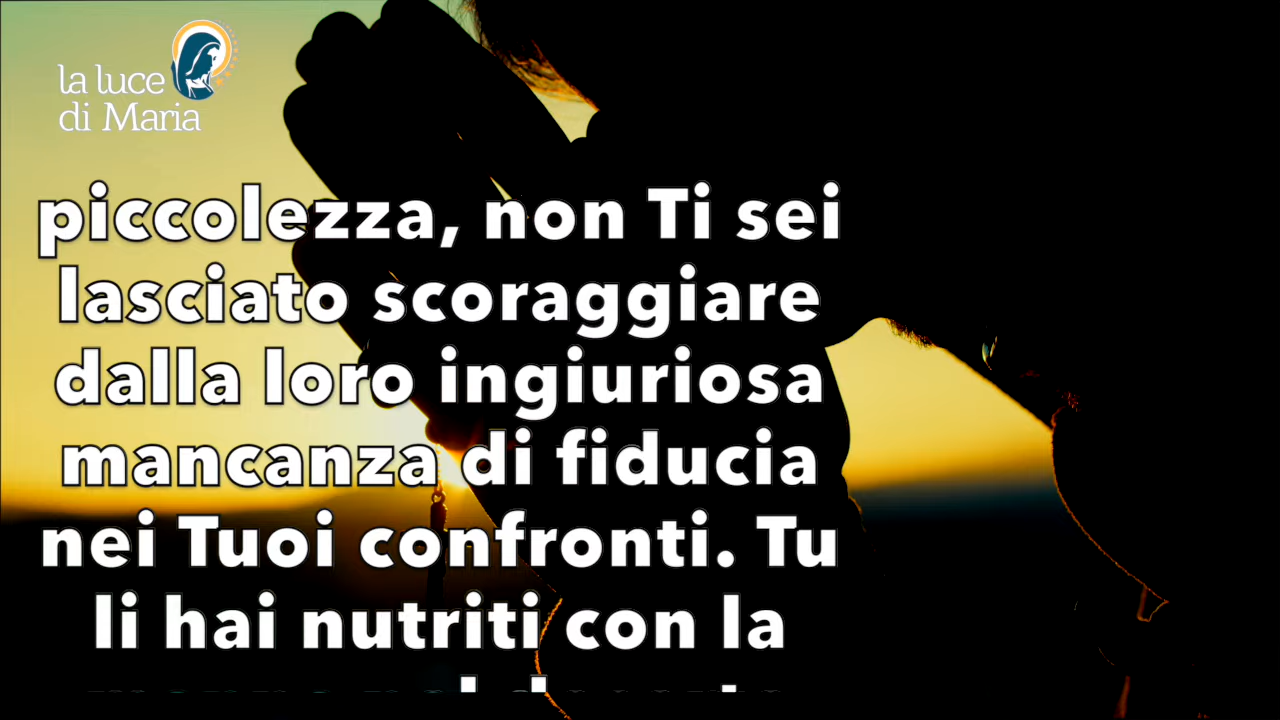 la luce
di Maria
piccolezza, non Ti sei
lasciato scoraggiare
dalla loro ingiuriosa
mancanza di fiducia
nei Tuoi confronti. Tu
li hai nutriti con la